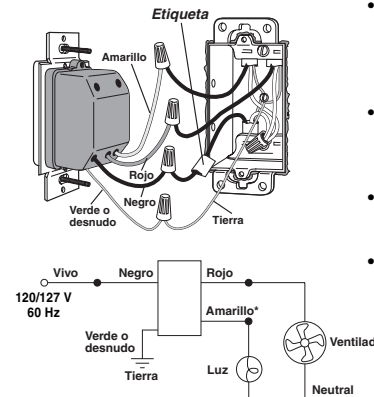 Etiqueta
Amarillo
Rojo
Negro
Verde o
desnudo
Tierra
Vivo
Negro
Rojo
120/127 V
60 Hz
Amarillo*
Verde o
desnudo
Tierra
Ventilad
Luz
Neutral